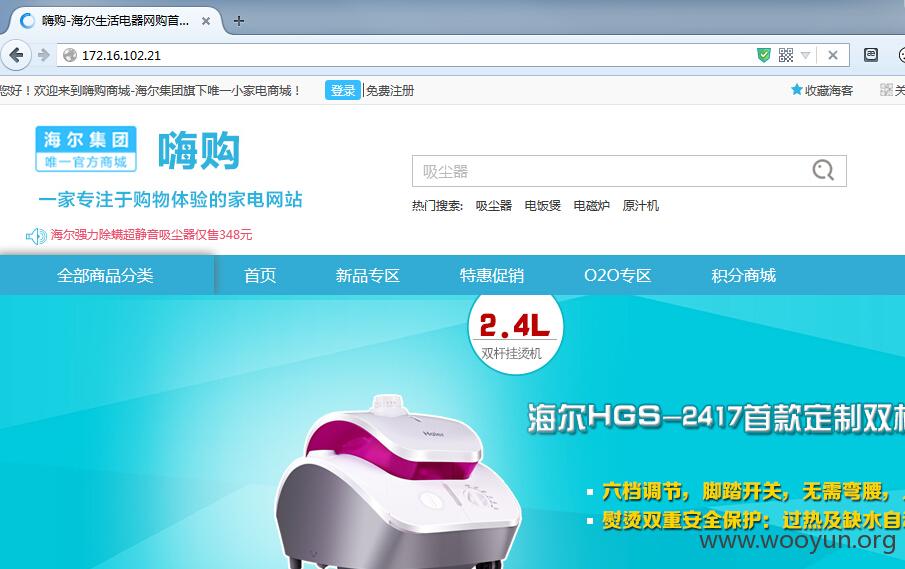 嗨购-海尔生活电器网购首...
172.16.102.21
您好！欢迎来到嗨购商城-海尔集团旗下唯一小家电商城！ 登录 |免费注册 收藏海客 关
海尔集团
唯一官方商城
嗨购
一家专注于购物体验的家电网站
吸尘器
热门搜索: 吸尘器 电饭煲 电磁炉 原汁机
海尔强力除螨超静音吸尘器仅售348元
全部商品分类 首页 新品专区 特惠促销 O2O专区 积分商城
2.4L
双杆挂烫机
海尔HGS-2417首款定制双杆
Haier
六档调节，脚踏开关，无需弯腰，
熨烫双重安全保护：过热及缺水自
www.wooyun.org